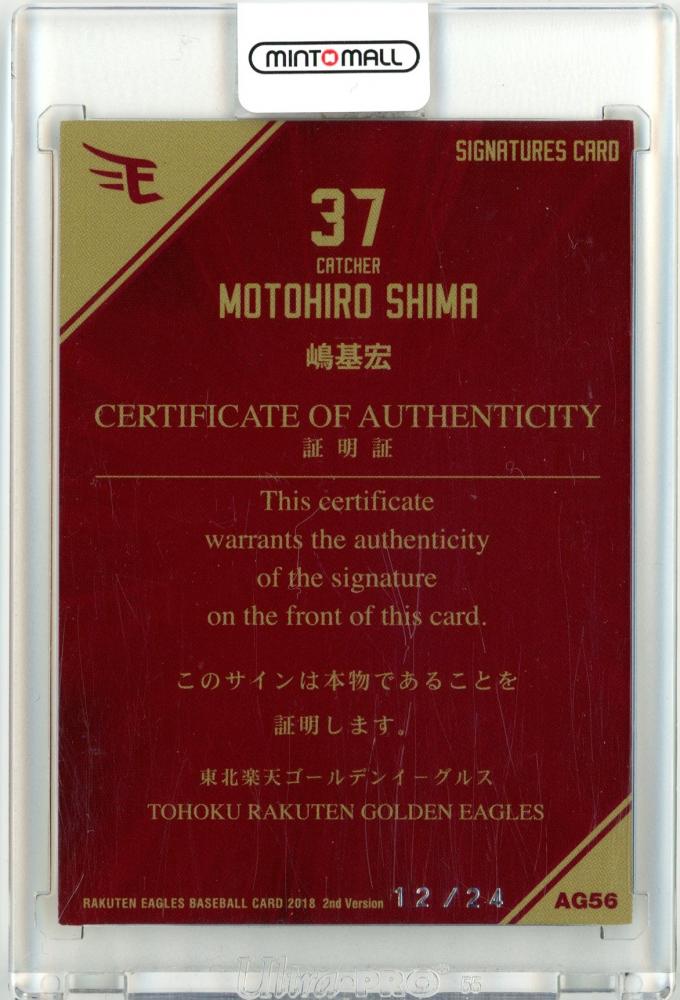 MINTOMALL
SIGNATURES CARD
37
CATCHER
MOTOHIRO SHIMA
嶋基宏
CERTIFICATE OF AUTHENTICITY
証明証
This certificate
warrants the authenticity
of the signature
on the front of this card.
このサインは本物であることを
証明します。
東北楽天ゴールデンイーグルス
TOHOKU RAKUTEN GOLDEN EAGLES
RAKUTEN EAGLES BASEBALL CARD 2018 2nd Version 12/24 AG56
Ultra PRO 55